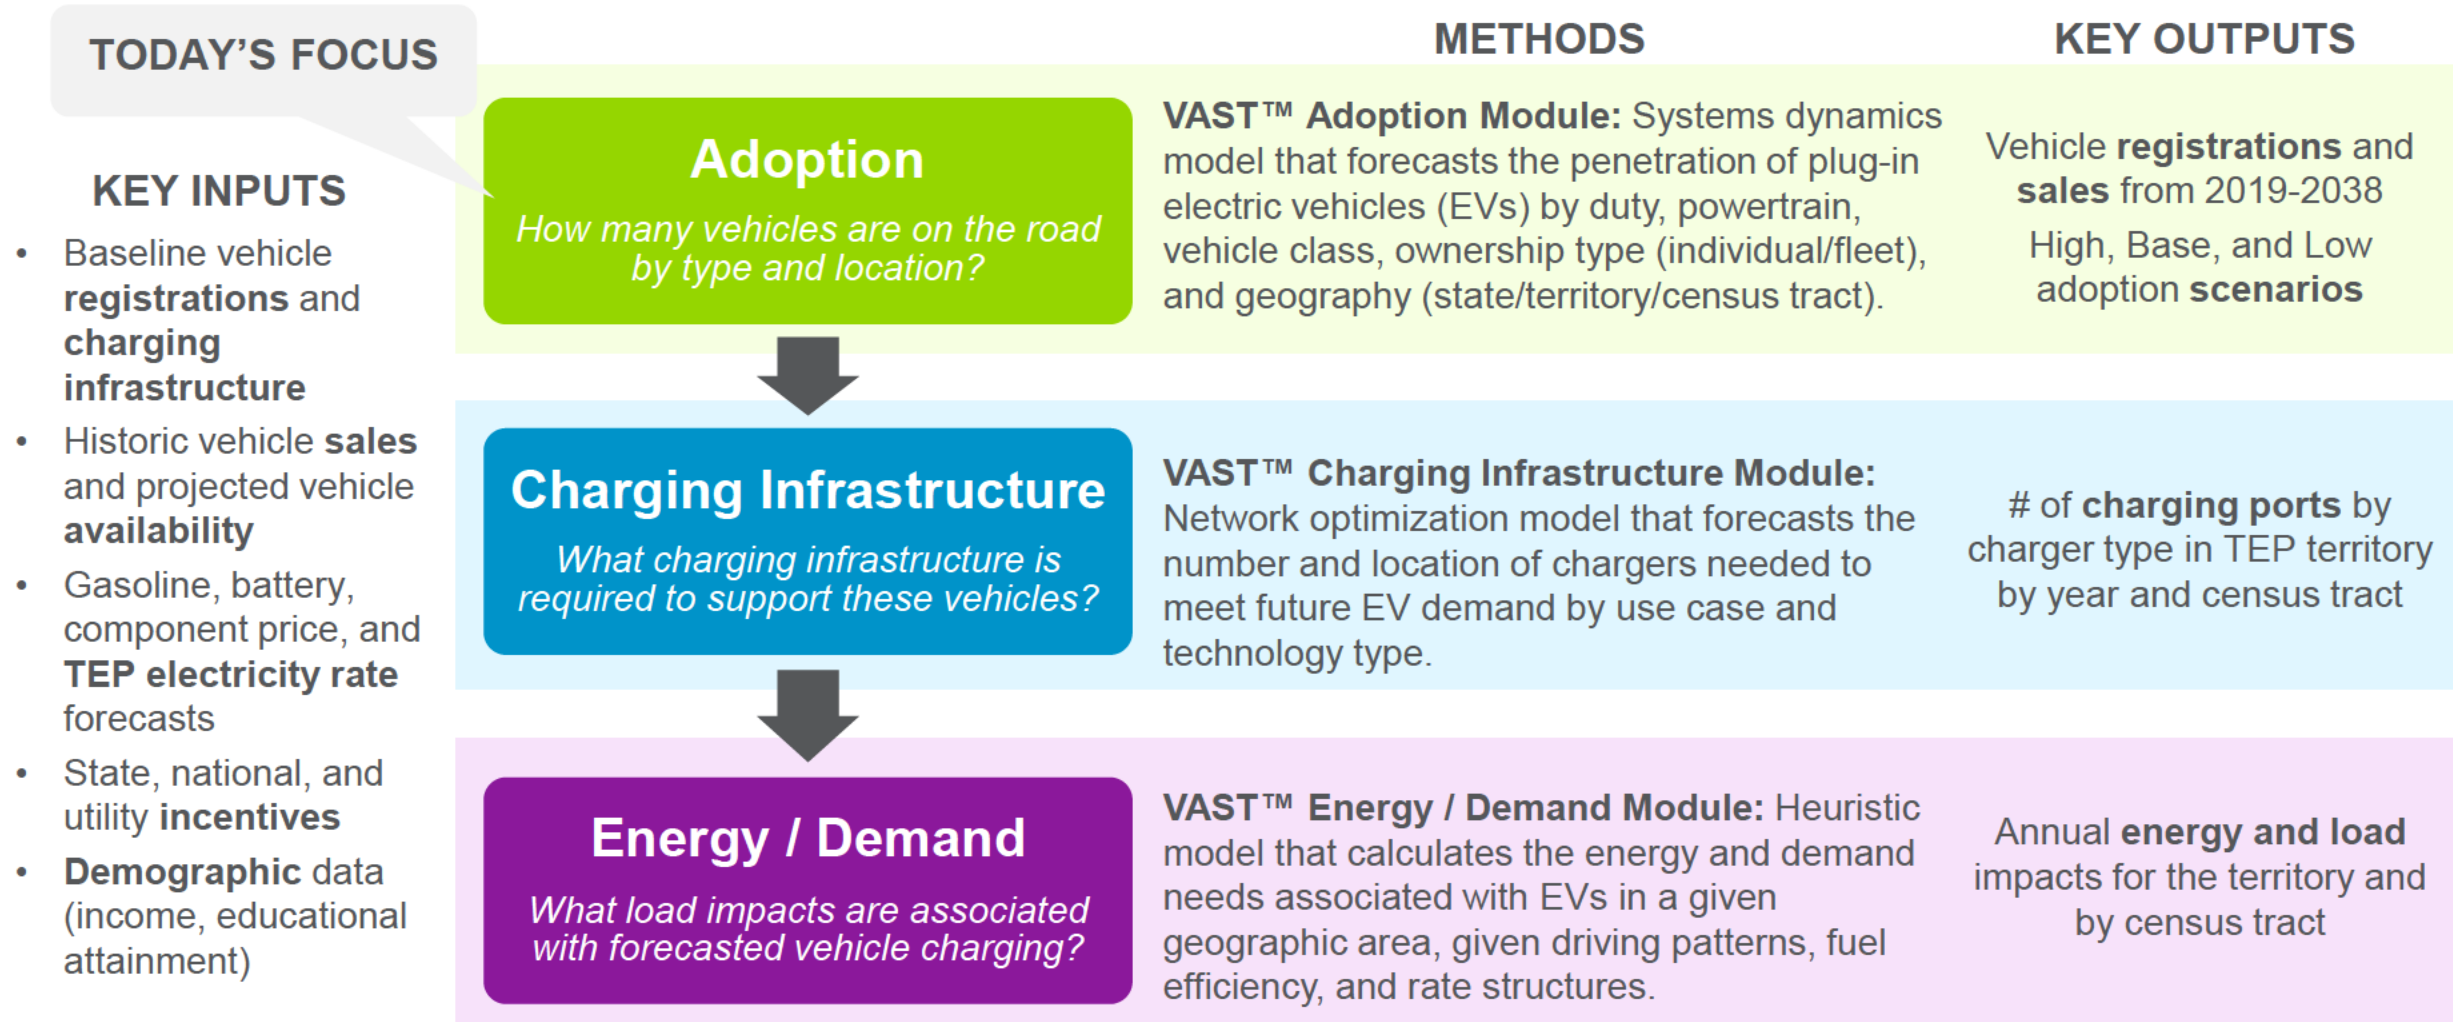 TODAY'S FOCUS
KEY INPUTS
• Baseline vehicle
registrations and
charging
infrastructure
• Historic vehicle sales
and projected vehicle
availability
• Gasoline, battery,
component price, and
TEP electricity rate
forecasts
• State, national, and
utility incentives
• Demographic data
(income, educational
attainment)
METHODS
KEY OUTPUTS
Adoption
How many vehicles are on the road
by type and location?
VAST™ Adoption Module: Systems dynamics
model that forecasts the penetration of plug-in
electric vehicles (EVs) by duty, powertrain,
vehicle class, ownership type (individual/fleet),
and geography (state/territory/census tract).
Vehicle registrations and
sales from 2019-2038
High, Base, and Low
adoption scenarios
Charging Infrastructure
What charging infrastructure is
required to support these vehicles?
VAST™ Charging Infrastructure Module:
Network optimization model that forecasts the
number and location of chargers needed to
meet future EV demand by use case and
technology type.
# of charging ports by
charger type in TEP territory
by year and census tract
Energy / Demand
What load impacts are associated
with forecasted vehicle charging?
VAST™ Energy / Demand Module: Heuristic
model that calculates the energy and demand
needs associated with EVs in a given
geographic area, given driving patterns, fuel
efficiency, and rate structures.
Annual energy and load
impacts for the territory and
by census tract